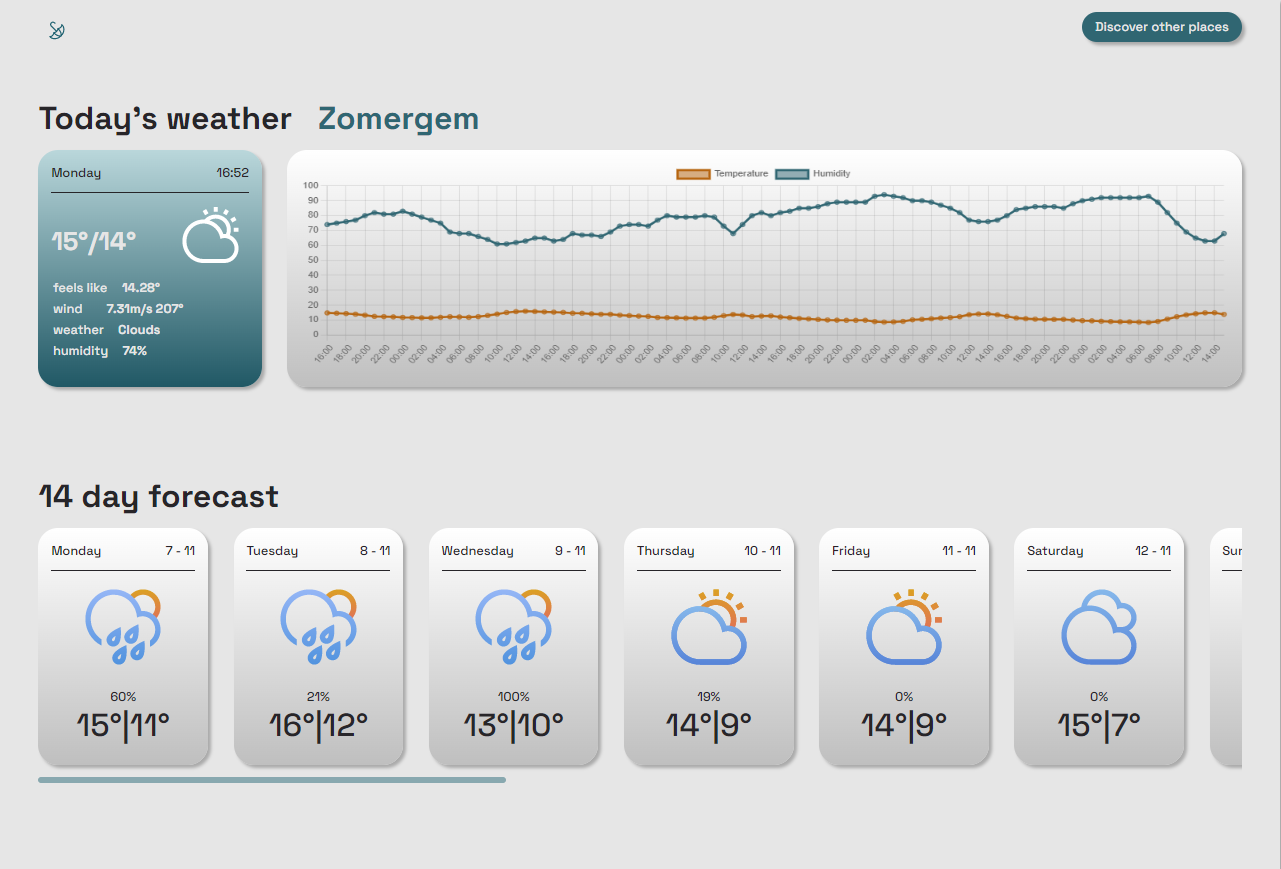 Discover other places
Today's weather Zomergem
Monday 16:52
15°/14°
feels like 14.28°
wind 7.31m/s 207°
weather Clouds
humidity 74%
Temperature Humidity
100
90
80
70
60
50
40
30
20
10
0
16:00 18:00 20:00 22:00 00:00 02:00 04:00 06:00 08:00 10:00 12:00 14:00 16:00 18:00 20:00 22:00 00:00 02:00 04:00 06:00 08:00 10:00 12:00 14:00 16:00 18:00 20:00 22:00 00:00 02:00 04:00 06:00 08:00 10:00 12:00 14:00 16:00 18:00 20:00 22:00 00:00 02:00 04:00 06:00 08:00 10:00 12:00 14:00
14 day forecast
Monday 7 - 11
60%
15°|11°
Tuesday 8 - 11
21%
16°|12°
Wednesday 9 - 11
100%
13°|10°
Thursday 10 - 11
19%
14°|9°
Friday 11 - 11
0%
14°|9°
Saturday 12 - 11
0%
15°|7°
Sun